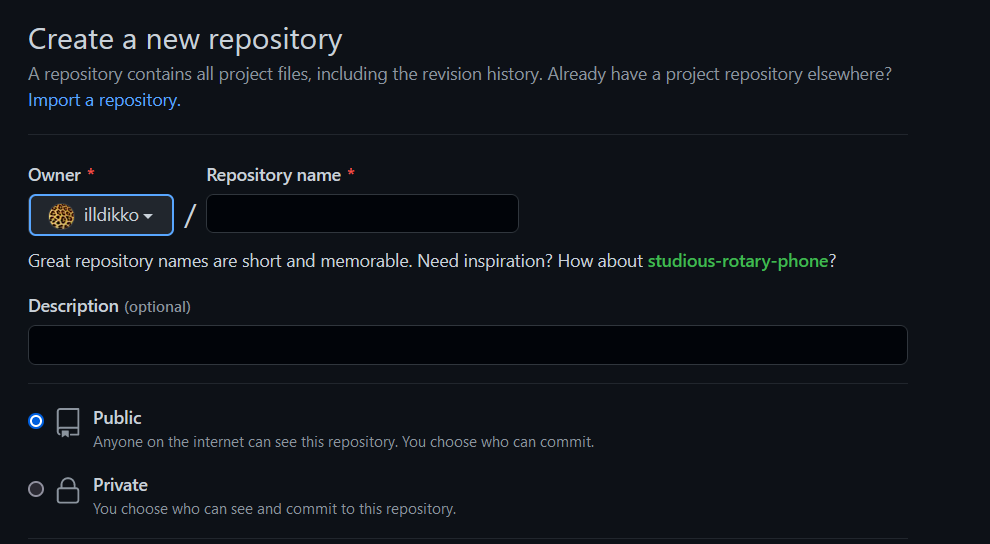 Create a new repository
A repository contains all project files, including the revision history. Already have a project repository elsewhere?
Import a repository.
Owner * Repository name *
illdikko /
Great repository names are short and memorable. Need inspiration? How about studious-rotary-phone?
Description (optional)
Public
Anyone on the internet can see this repository. You choose who can commit.
Private
You choose who can see and commit to this repository.